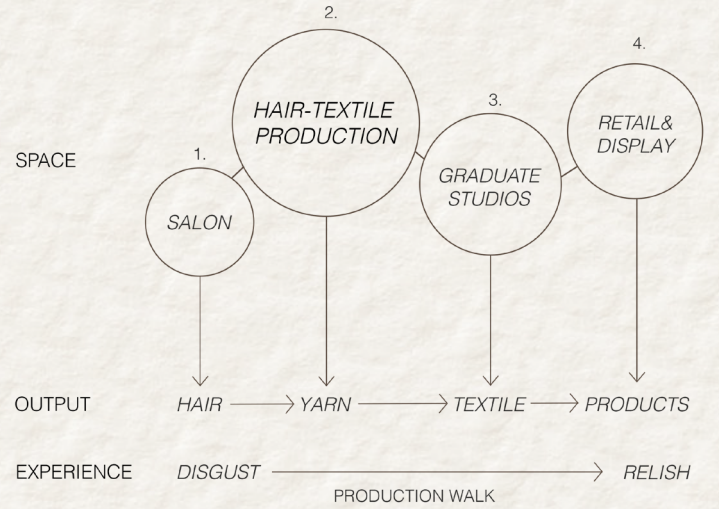 2.
4.
HAIR-TEXTILE
PRODUCTION
3.
RETAIL&
DISPLAY
SPACE
1.
GRADUATE
STUDIOS
SALON
OUTPUT
HAIR
YARN
TEXTILE
PRODUCTS
EXPERIENCE
DISGUST
RELISH
PRODUCTION WALK